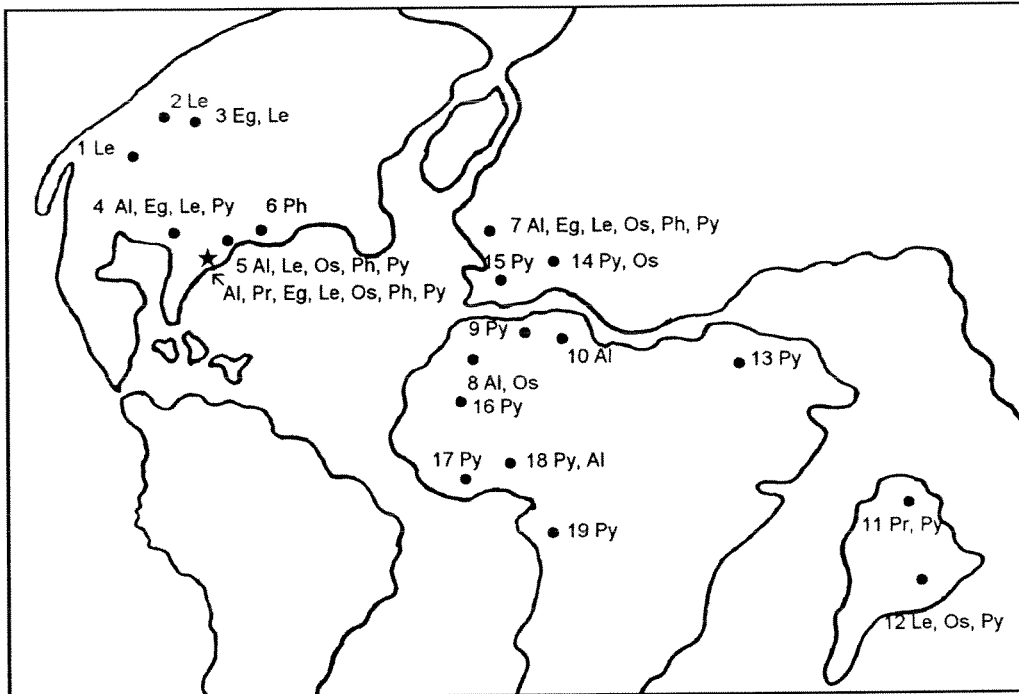 2 Le
3 Eg, Le
1 Le
4 Al, Eg, Le, Py
6 Ph
7 Al, Eg, Le, Os, Ph, Py
5 Al, Le, Os, Ph, Py
Al, Pr, Eg, Le, Os, Ph, Py
15 Py
14 Py, Os
9 Py
10 Al
13 Py
8 Al, Os
16 Py
17 Py
18 Py, Al
19 Py
11 Pr, Py
12 Le, Os, Py